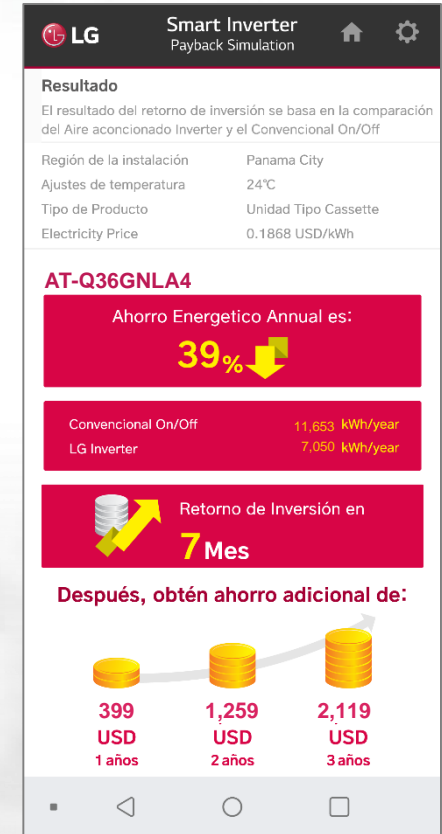 LG
Smart Inverter
Payback Simulation
Resultado
El resultado del retorno de inversión se basa en la comparación
del Aire aconcionado Inverter y el Convencional On/Off
Región de la instalación Panama City
Ajustes de temperatura 24℃
Tipo de Producto Unidad Tipo Cassette
Electricity Price 0.1868 USD/kWh
AT-Q36GNLA4
Ahorro Energetico Annual es:
39%
Convencional On/Off 11,653 kWh/year
LG Inverter 7,050 kWh/year
Retorno de Inversión en
7 Mes
Después, obtén ahorro adicional de:
399 1,259 2,119
USD USD USD
1 años 2 años 3 años